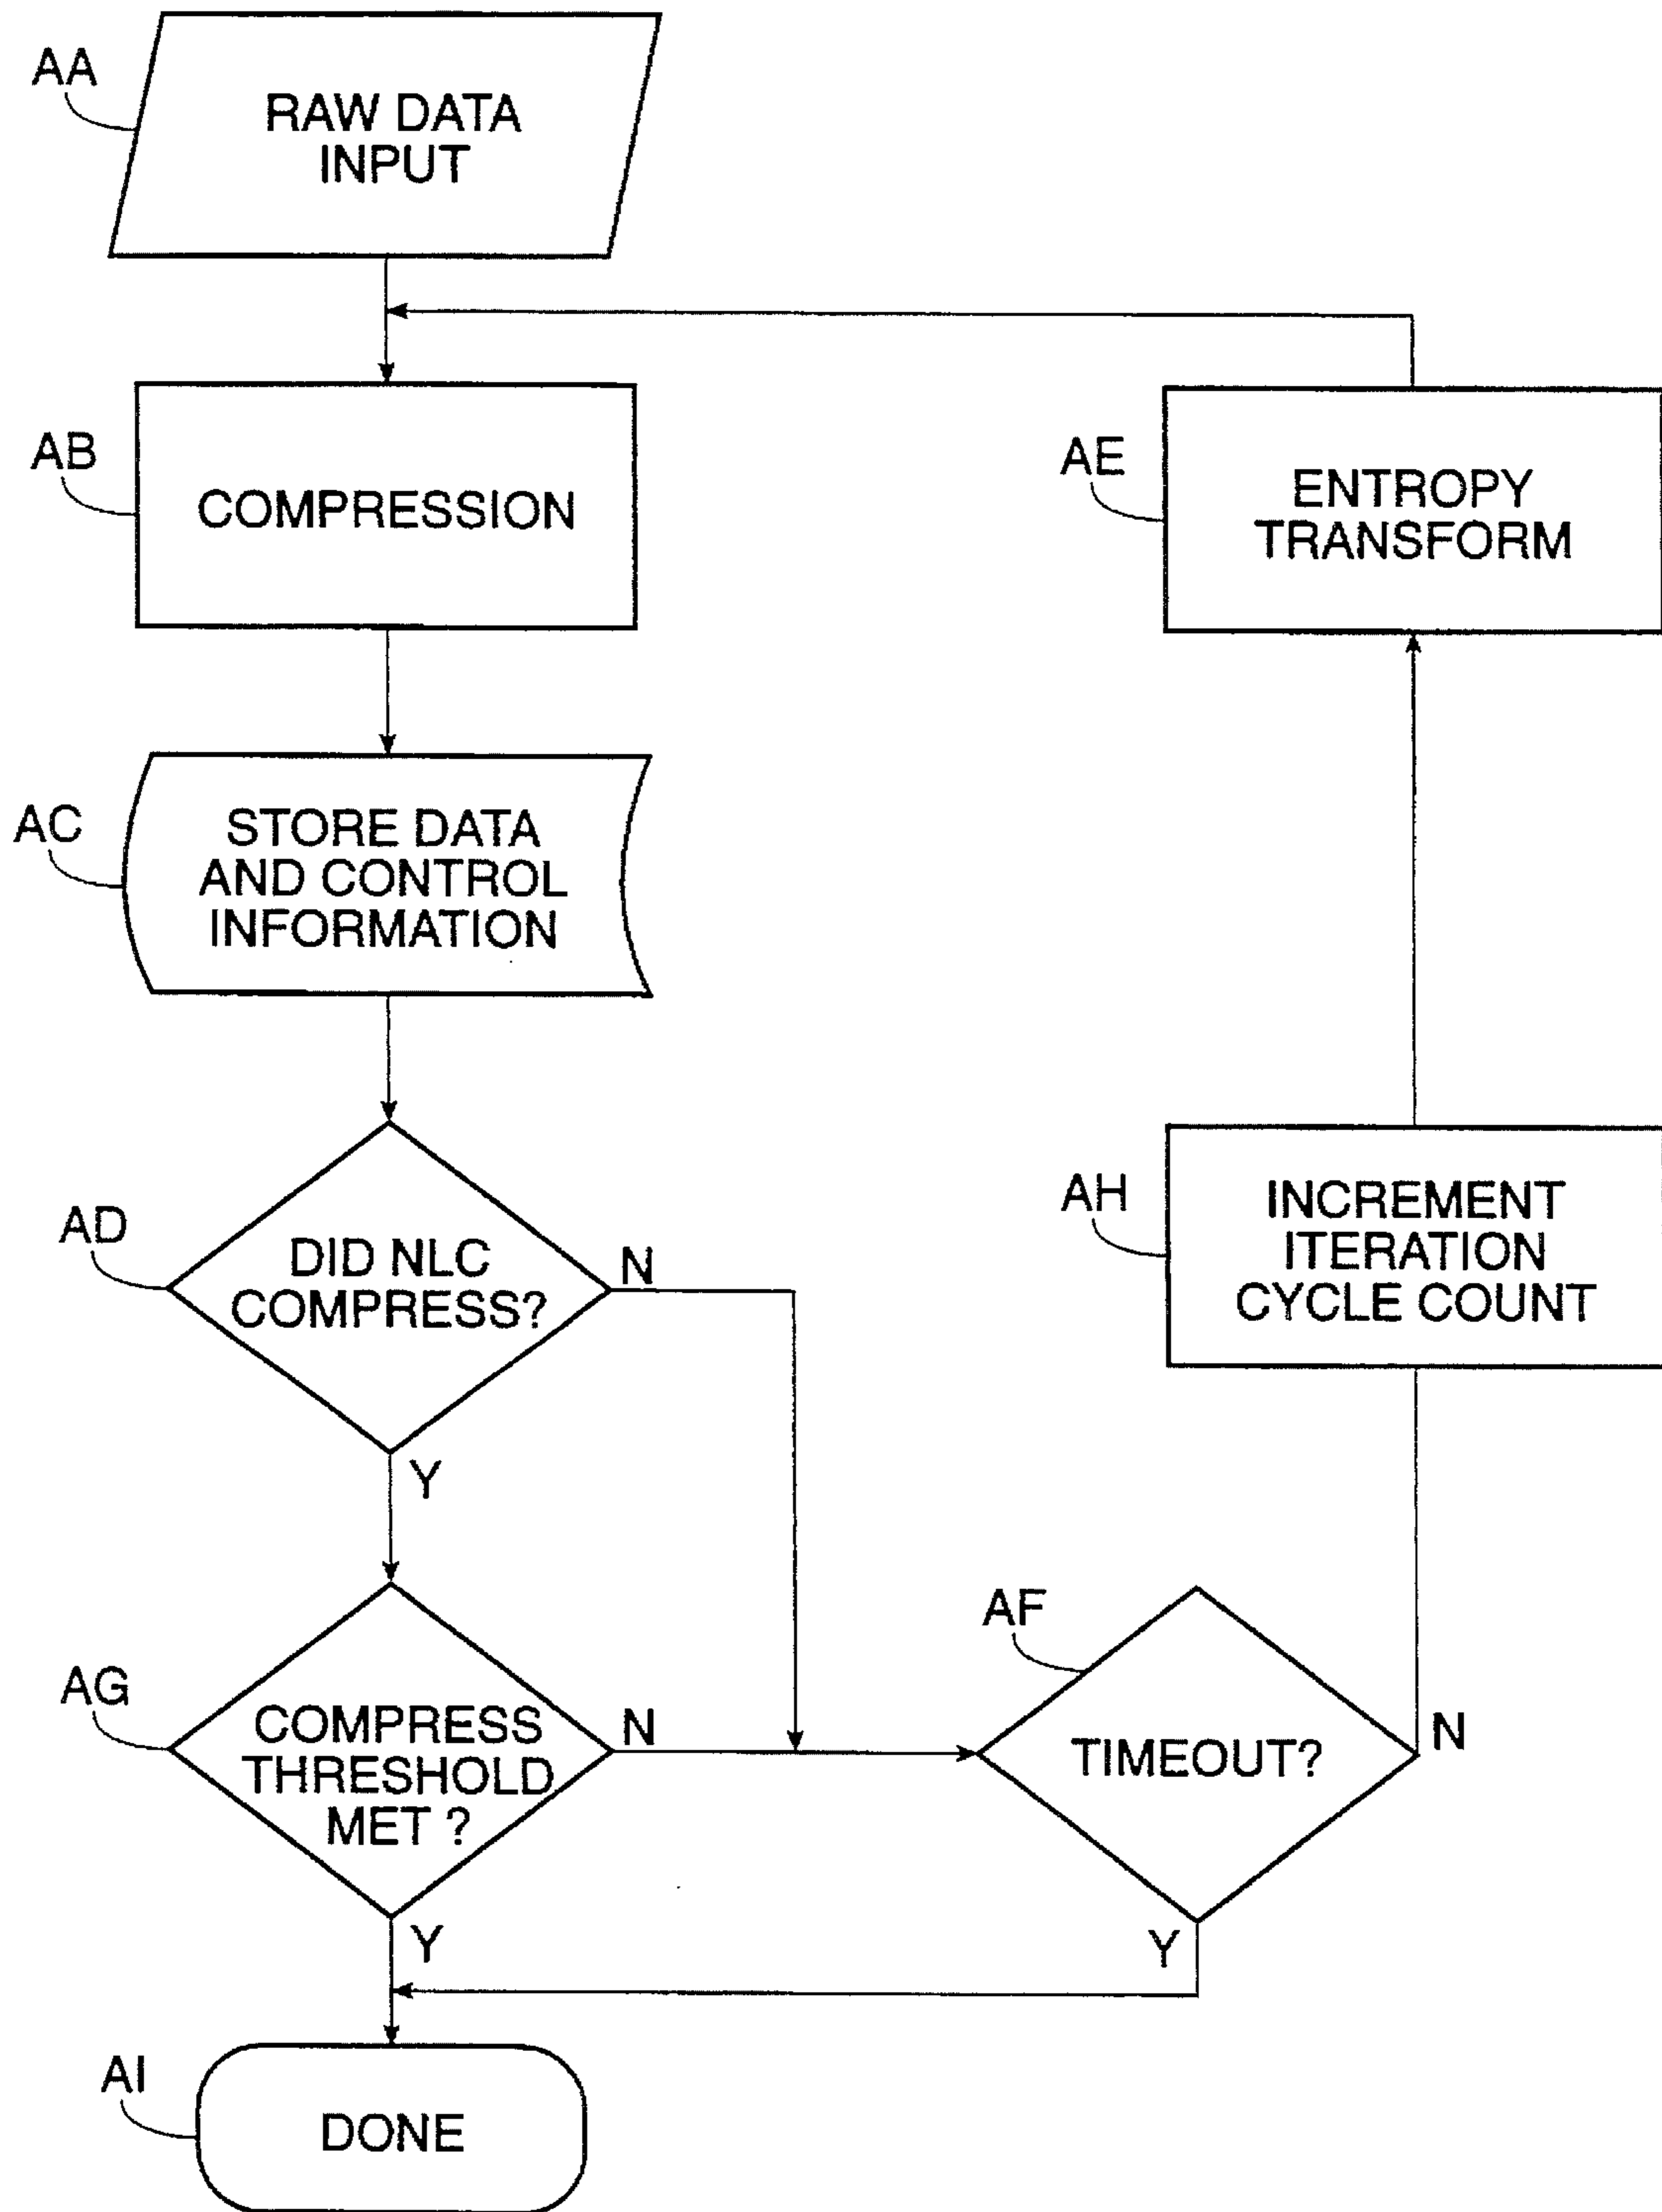 AA
RAW DATA
INPUT
AB
COMPRESSION
AE
ENTROPY
TRANSFORM
AC
STORE DATA
AND CONTROL
INFORMATION
AD
DID NLC
COMPRESS?
N
Y
AH
INCREMENT
ITERATION
CYCLE COUNT
AG
COMPRESS
THRESHOLD
MET ?
N
Y
AF
TIMEOUT?
N
Y
AI
DONE